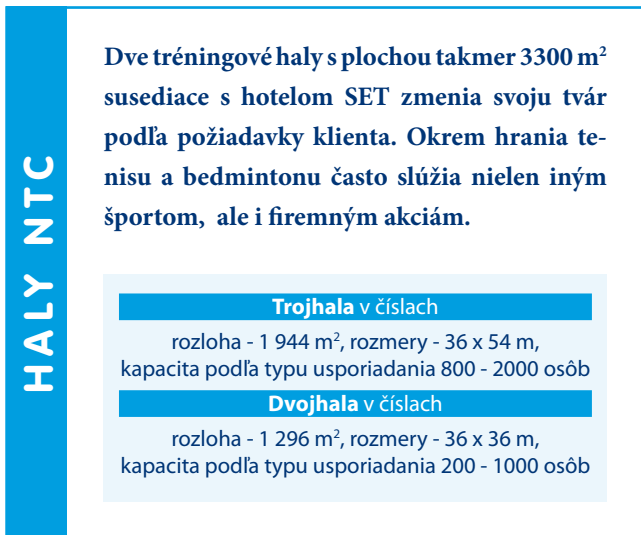 HALY NTC
Dve tréningové haly s plochou takmer 3300 m²
susediace s hotelom SET zmenia svoju tvár
podľa požiadavky klienta. Okrem hrania te-
nisu a bedmintonu často slúžia nielen iným
športom, ale i firemným akciám.
Trojhala v číslach
rozloha - 1 944 m², rozmery - 36 x 54 m,
kapacita podľa typu usporiadania 800 - 2000 osôb
Dvojhala v číslach
rozloha - 1 296 m², rozmery - 36 x 36 m,
kapacita podľa typu usporiadania 200 - 1000 osôb